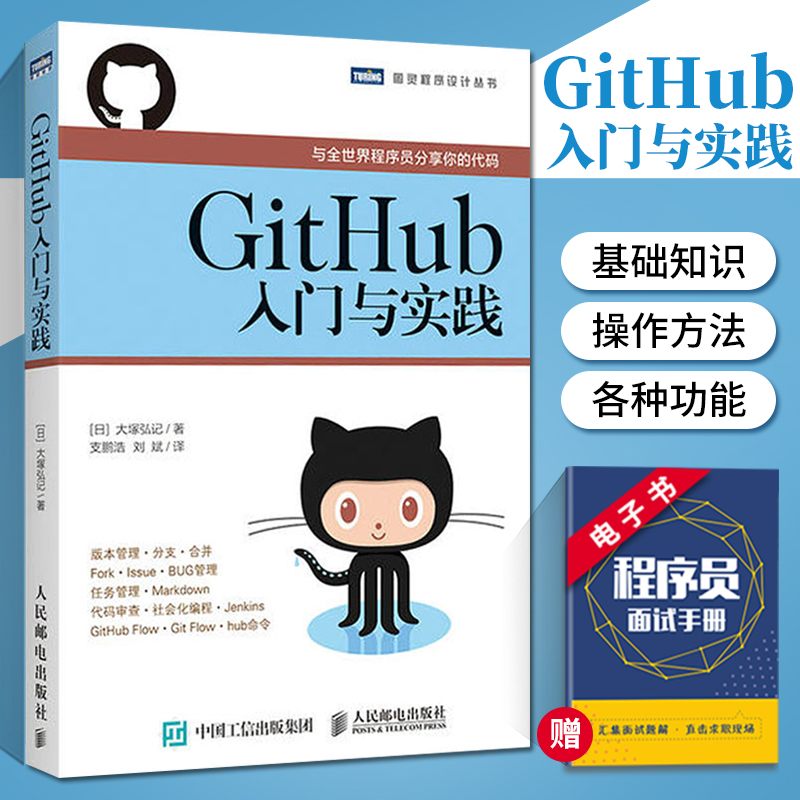 GitHub入门与实践
[日] 大塚弘记 著
人民邮电出版社
TURING 图灵程序设计丛书
与全世界程序员分享你的代码
GitHub
入门与实践
[日] 大塚弘记 / 著
支鹏浩 刘 斌 / 译
版本管理・分支・合并
Fork・Issue・BUG管理
任务管理・Markdown
代码审查・社会化编程・Jenkins
GitHub Flow・Git Flow・hub命令
中国工信出版集团
人民邮电出版社
POSTS & TELECOM PRESS
GitHub
入门与实践
基础知识
操作方法
各种功能
电子书
程序员
面试手册
赠
汇集面试题解・直击求职现场